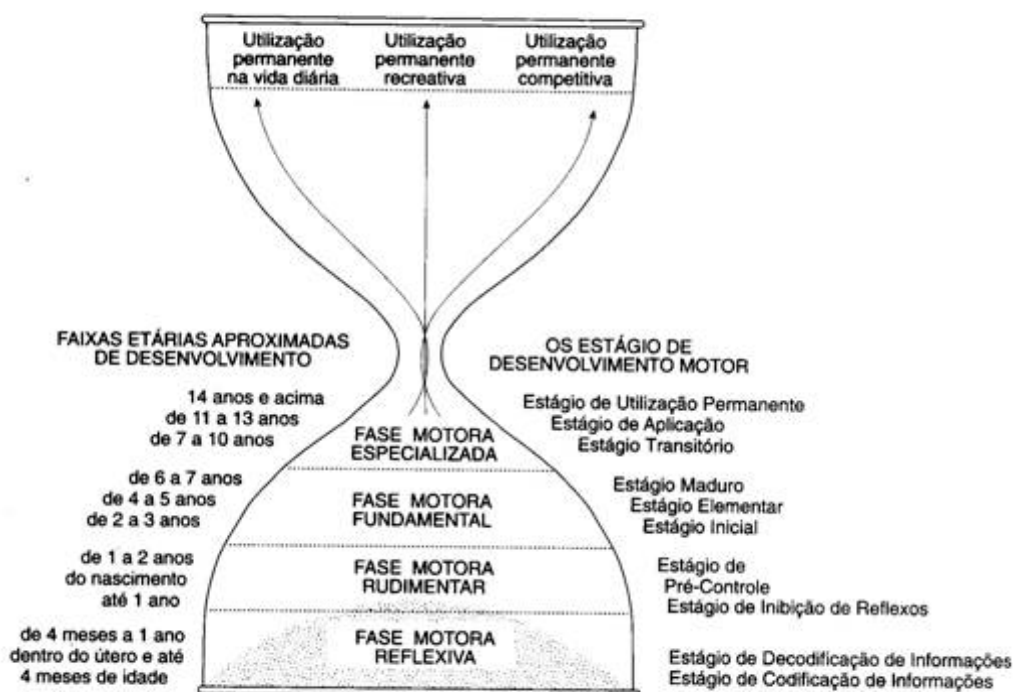 Utilização permanente na vida diária
Utilização permanente recreativa
Utilização permanente competitiva
FAIXAS ETÁRIAS APROXIMADAS
DE DESENVOLVIMENTO
OS ESTÁGIO DE
DESENVOLVIMENTO MOTOR
14 anos e acima
de 11 a 13 anos
de 7 a 10 anos
FASE MOTORA
ESPECIALIZADA
Estágio de Utilização Permanente
Estágio de Aplicação
Estágio Transitório
de 6 a 7 anos
de 4 a 5 anos
de 2 a 3 anos
FASE MOTORA
FUNDAMENTAL
Estágio Maduro
Estágio Elementar
Estágio Inicial
de 1 a 2 anos
do nascimento
até 1 ano
FASE MOTORA
RUDIMENTAR
Estágio de
Pré-Controle
Estágio de Inibição de Reflexos
de 4 meses a 1 ano
dentro do útero e até
4 meses de idade
FASE MOTORA
REFLEXIVA
Estágio de Decodificação de Informações
Estágio de Codificação de Informações